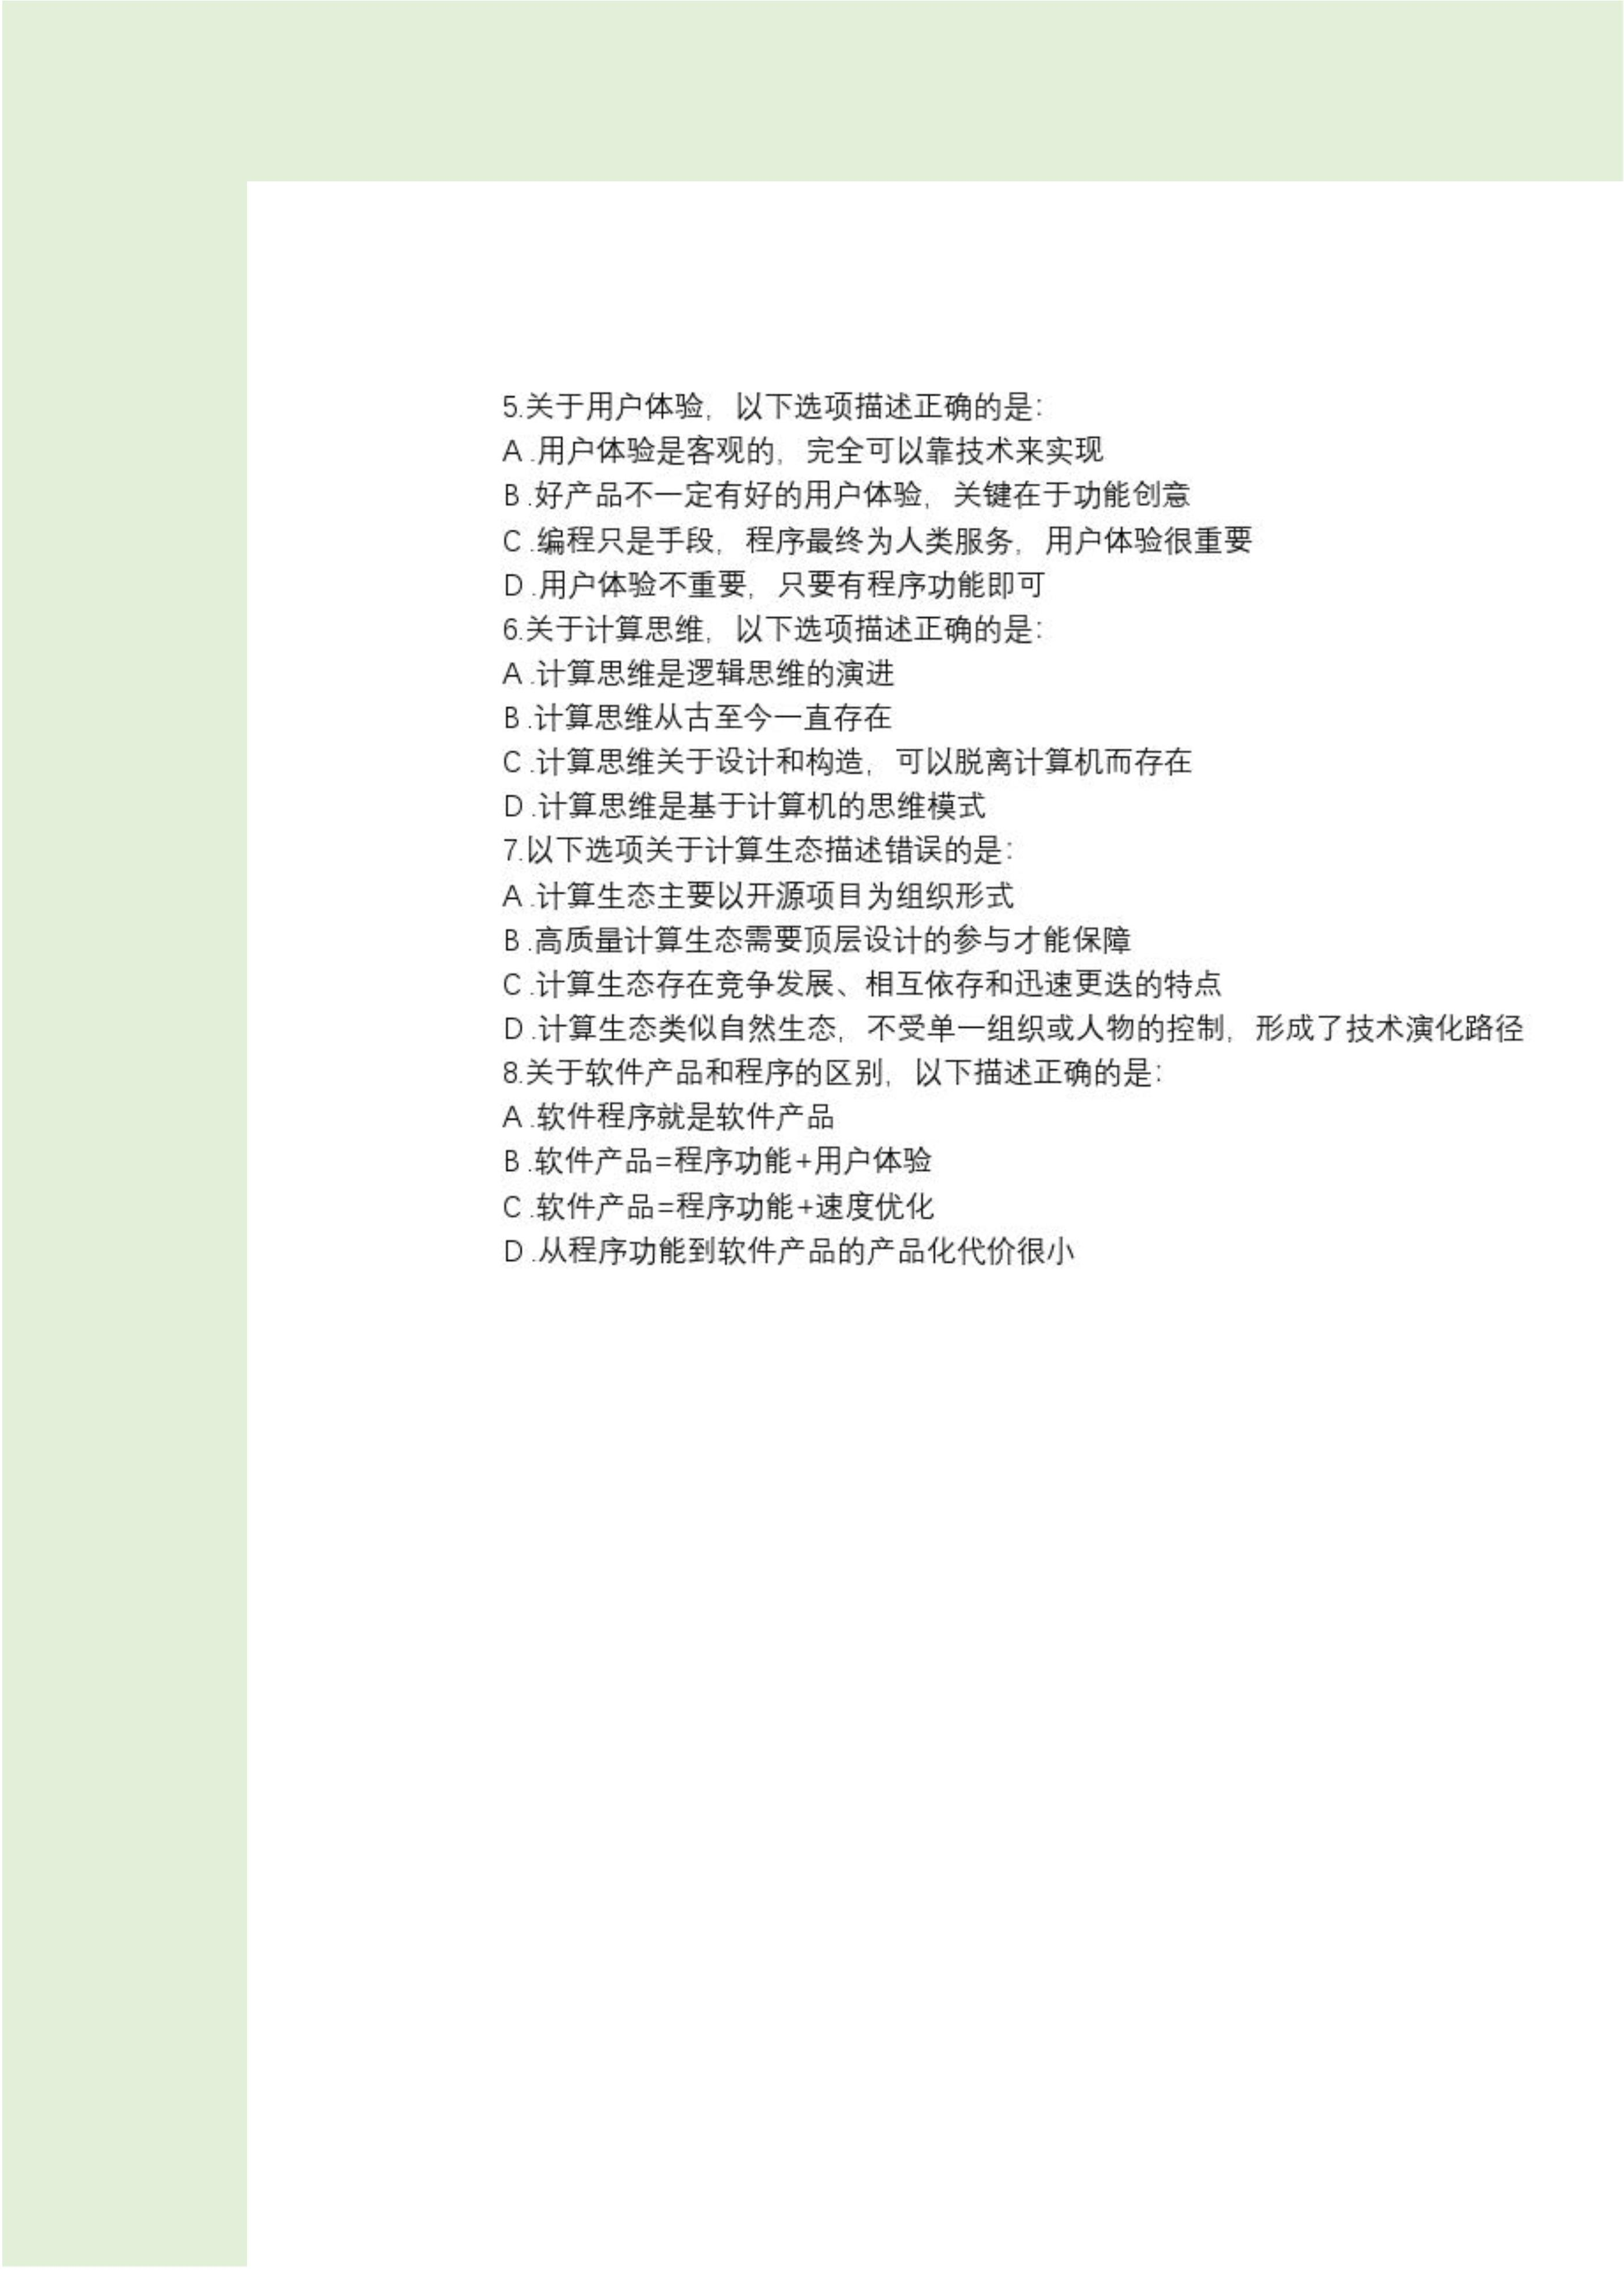 5.关于用户体验，以下选项描述正确的是：
A .用户体验是客观的，完全可以靠技术来实现
B .好产品不一定有好的用户体验，关键在于功能创意
C .编程只是手段，程序最终为人类服务，用户体验很重要
D .用户体验不重要，只要有程序功能即可
6.关于计算思维，以下选项描述正确的是：
A .计算思维是逻辑思维的演进
B .计算思维从古至今一直存在
C .计算思维关于设计和构造，可以脱离计算机而存在
D .计算思维是基于计算机的思维模式
7.以下选项关于计算生态描述错误的是：
A .计算生态主要以开源项目为组织形式
B .高质量计算生态需要顶层设计的参与才能保障
C .计算生态存在竞争发展、相互依存和迅速更迭的特点
D .计算生态类似自然生态，不受单一组织或人物的控制，形成了技术演化路径
8.关于软件产品和程序的区别，以下描述正确的是：
A .软件程序就是软件产品
B .软件产品=程序功能+用户体验
C .软件产品=程序功能+速度优化
D .从程序功能到软件产品的产品化代价很小